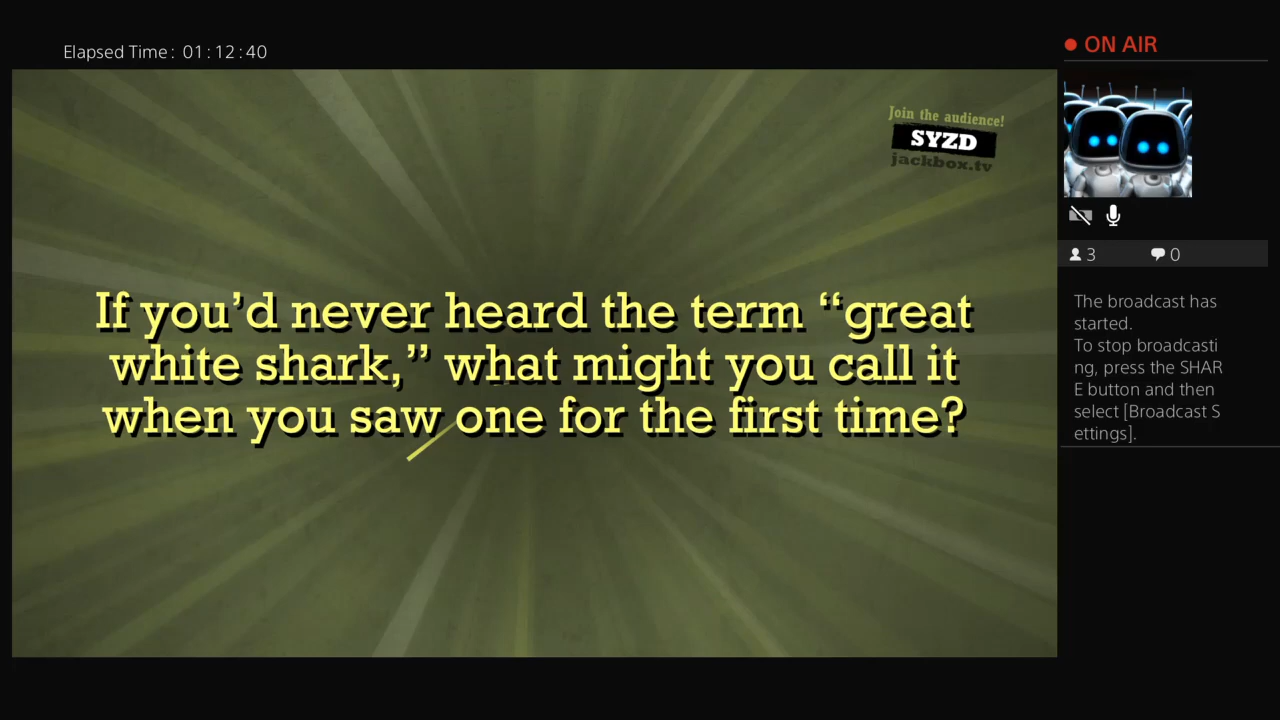 Elapsed Time: 01:12:40
ON AIR
Join the audience!
SYZD
jackbox.tv
3
0
If you’d never heard the term “great
white shark,” what might you call it
when you saw one for the first time?
The broadcast has
started.
To stop broadcasti
ng, press the SHAR
E button and then
select [Broadcast S
ettings].